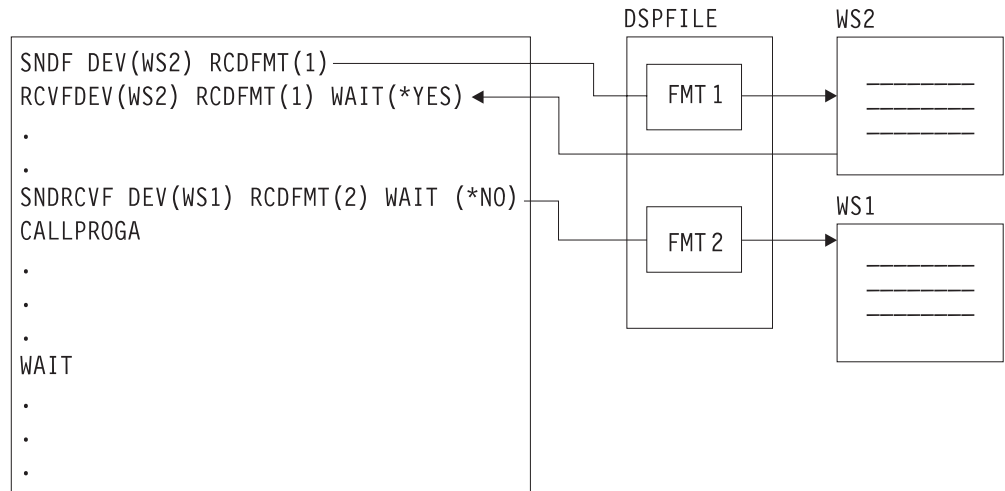 SNDF DEV(WS2) RCDFMT(1)
RCVFDEV(WS2) RCDFMT(1) WAIT(*YES)
.
.
SNDRCVF DEV(WS1) RCDFMT(2) WAIT (*NO)
CALLPROGA
.
.
.
WAIT
.
.
.
DSPFILE
FMT 1
FMT 2
WS2
WS1